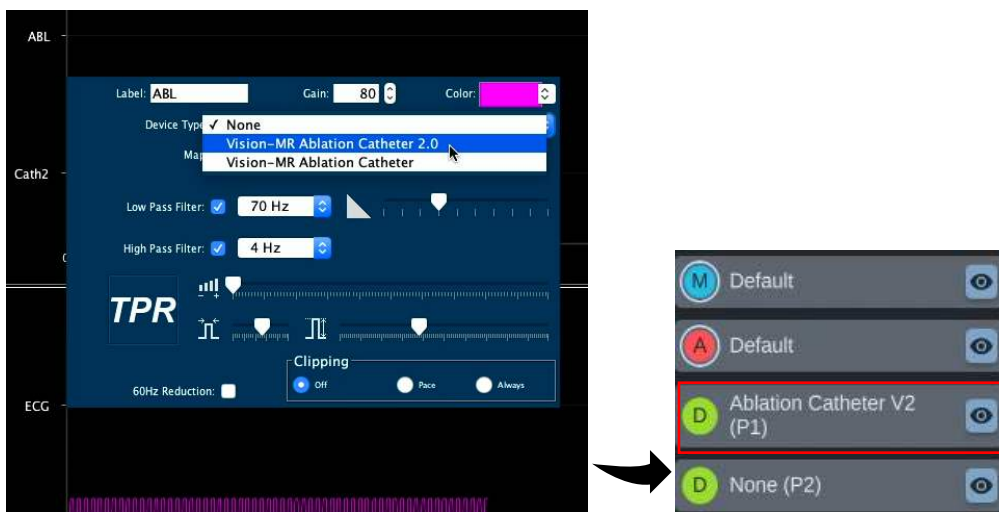 ABL
Label: ABL Gain: 80 Color:
Device Type ✓ None
Vision-MR Ablation Catheter 2.0
Map
Vision-MR Ablation Catheter
Cath2
Low Pass Filter: 70 Hz
High Pass Filter: 4 Hz
TPR
- +
Clipping
Off Pace Always
60Hz Reduction:
ECG
M Default
A Default
D Ablation Catheter V2
(P1)
D None (P2)